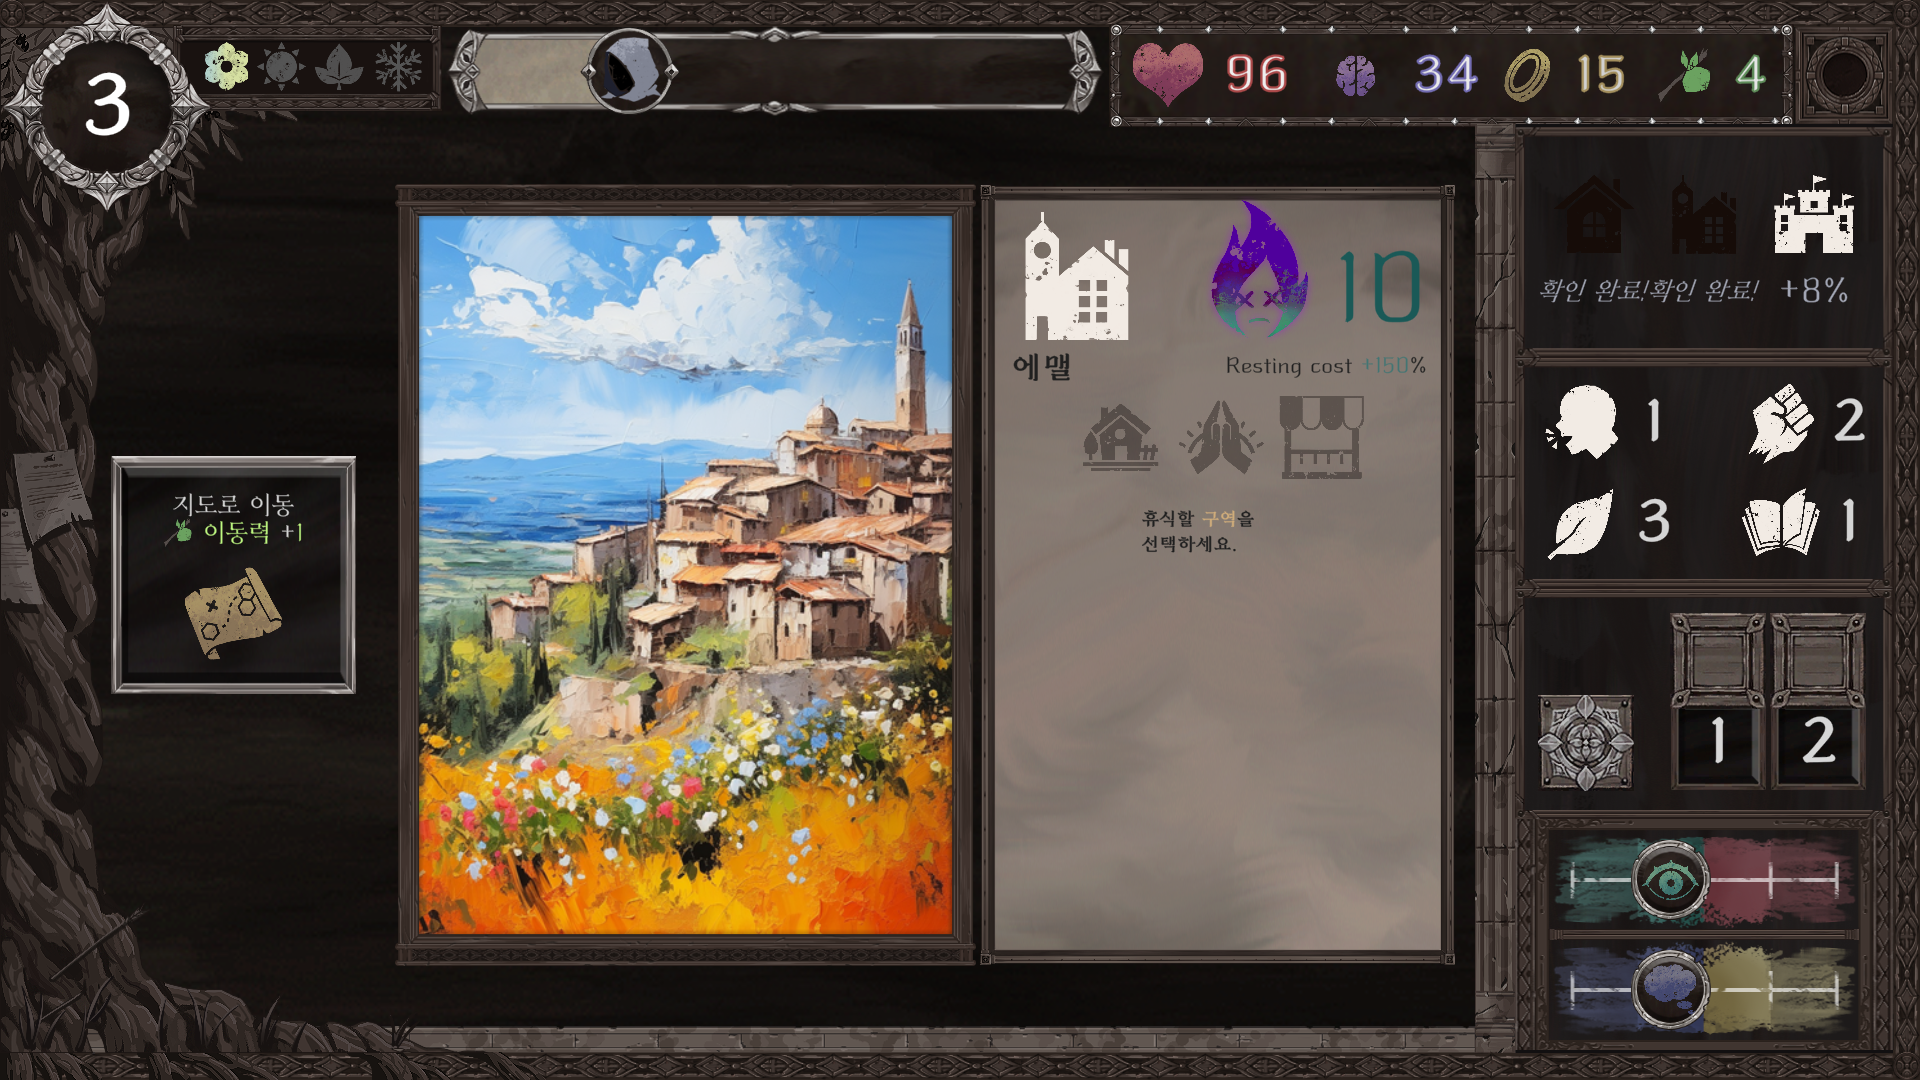 3
96
34
15
4
확인 완료!확인 완료! +8%
10
에맬
Resting cost +150%
휴식할 구역을
선택하세요.
지도로 이동
이동력 +1
1
2
3
1
1
2